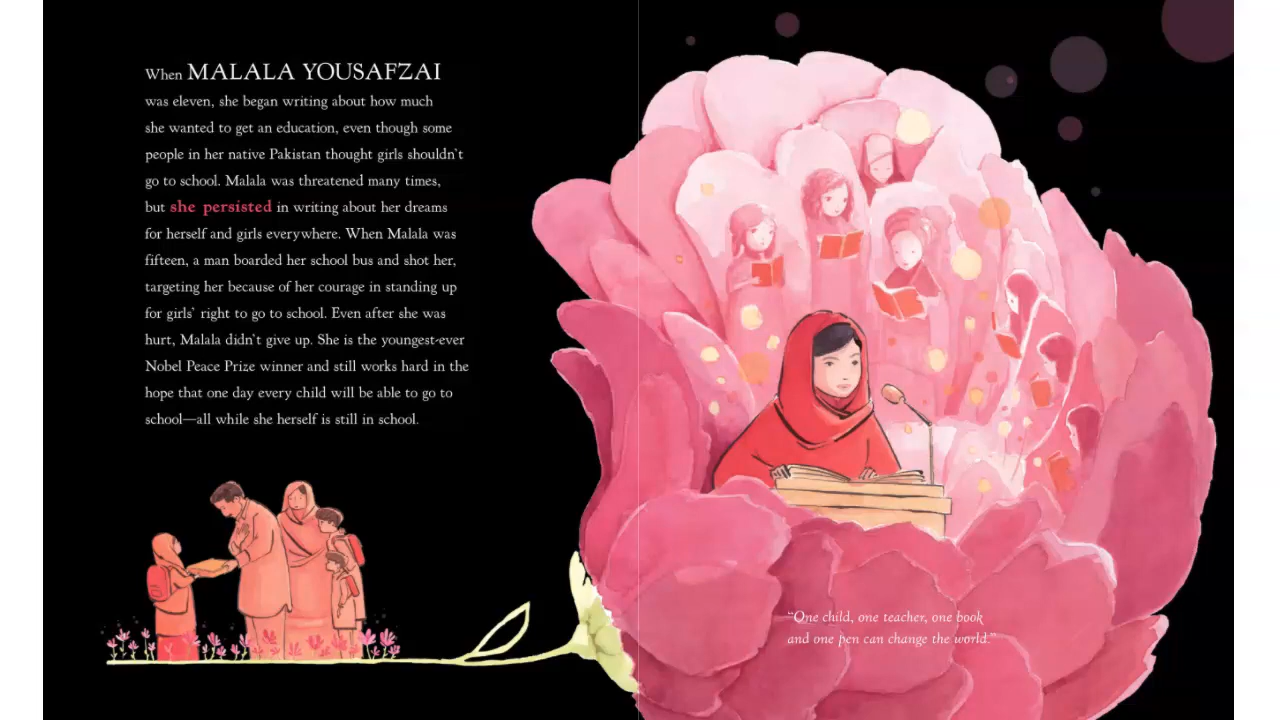 When MALALA YOUSAFZAI
was eleven, she began writing about how much
she wanted to get an education, even though some
people in her native Pakistan thought girls shouldn't
go to school. Malala was threatened many times,
but she persisted in writing about her dreams
for herself and girls everywhere. When Malala was
fifteen, a man boarded her school bus and shot her,
targeting her because of her courage in standing up
for girls' right to go to school. Even after she was
hurt, Malala didn't give up. She is the youngest-ever
Nobel Peace Prize winner and still works hard in the
hope that one day every child will be able to go to
school—all while she herself is still in school.
"One child, one teacher, one book
and one pen can change the world."